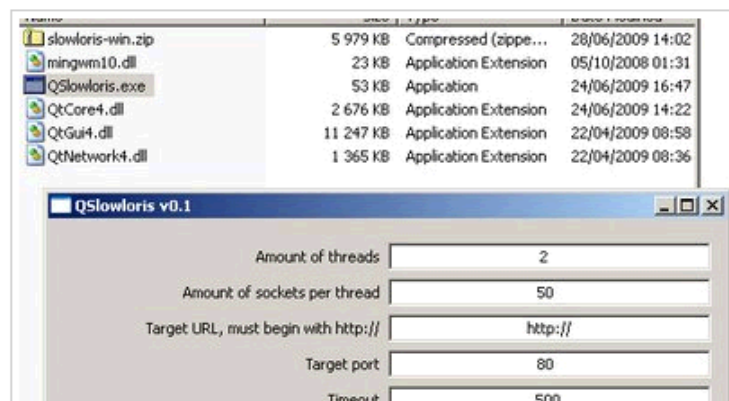 Name Size Type Date Modified
slowloris-win.zip 5 979 KB Compressed (zippe... 28/06/2009 14:02
mingwm10.dll 23 KB Application Extension 05/10/2008 01:31
QSlowloris.exe 53 KB Application 24/06/2009 16:47
QtCore4.dll 2 676 KB Application Extension 24/06/2009 14:22
QtGui4.dll 11 247 KB Application Extension 22/04/2009 08:58
QtNetwork4.dll 1 365 KB Application Extension 22/04/2009 08:36
QSlowloris v0.1
Amount of threads 2
Amount of sockets per thread 50
Target URL, must begin with http:// http://
Target port 80
Timeout 500